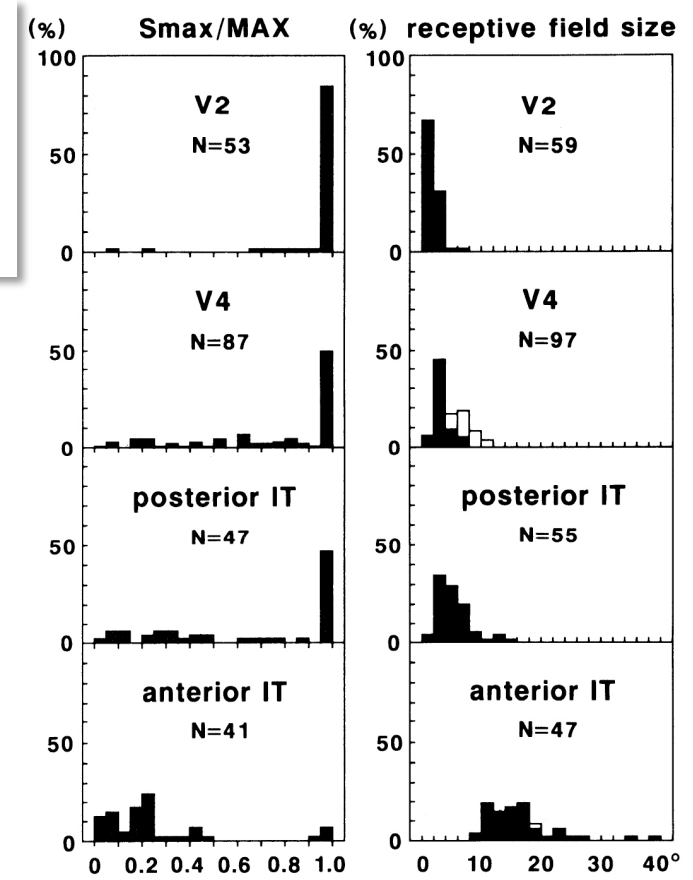 (%) Smax/MAX
100
V2
N=53
50
0
V4
N=87
50
0
posterior IT
N=47
50
0
anterior IT
N=41
50
0
0 0.2 0.4 0.6 0.8 1.0
(%) receptive field size
100
V2
N=59
50
0
V4
N=97
50
0
posterior IT
N=55
50
0
anterior IT
N=47
50
0
0 10 20 30 40°